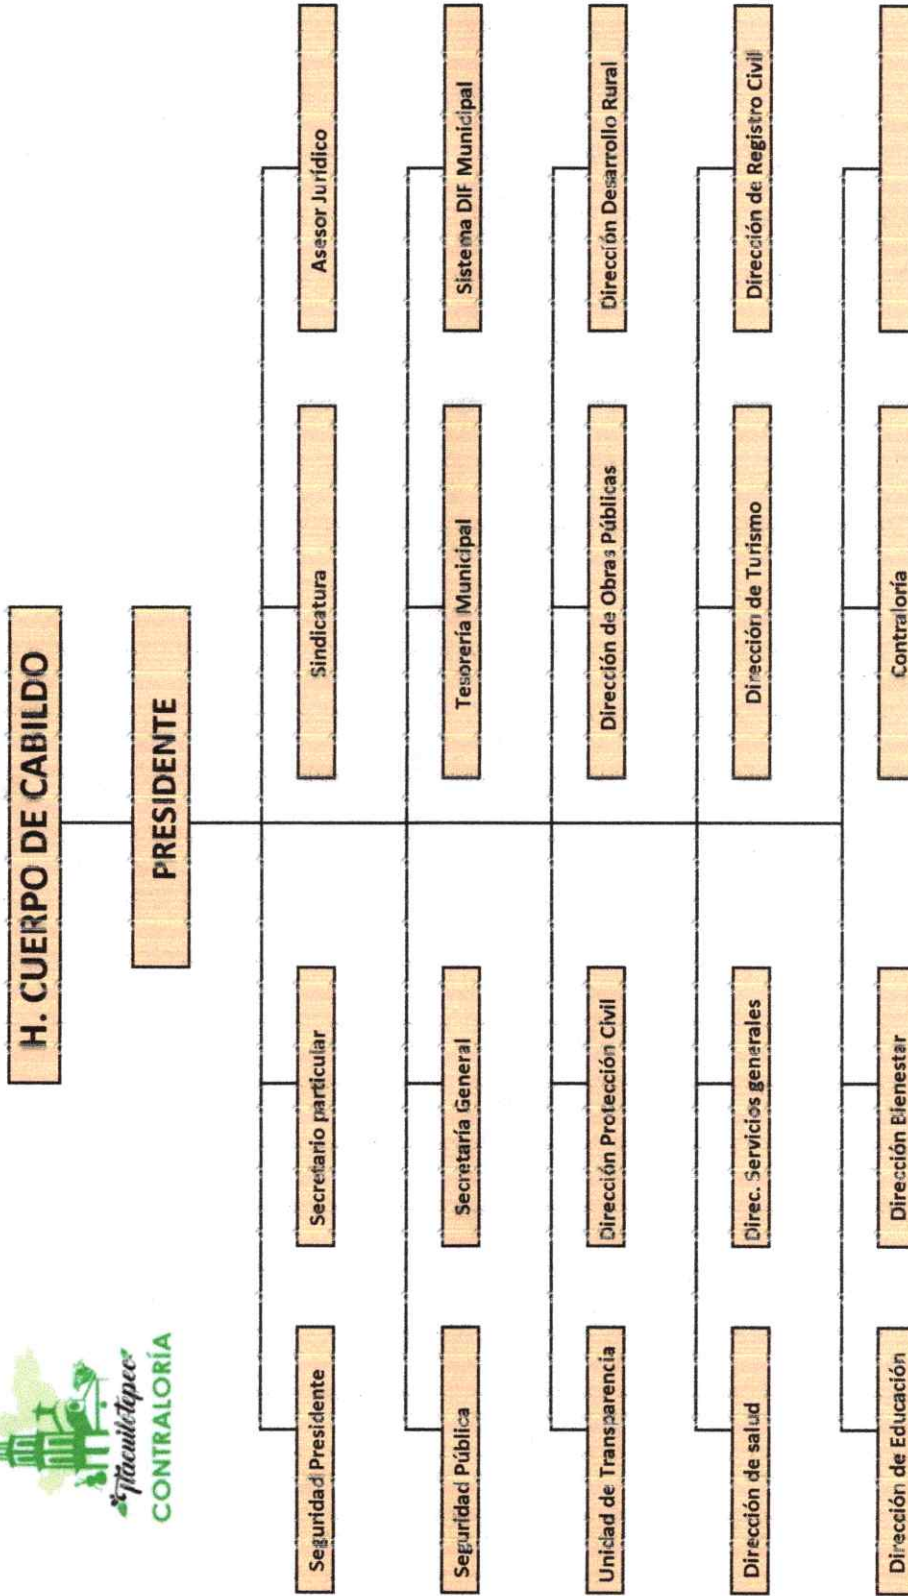 Tlacuilotepec
CONTRALORÍA
H. CUERPO DE CABILDO
PRESIDENTE
Seguridad Presidente
Secretario particular
Sindicatura
Asesor Jurídico
Seguridad Pública
Secretaría General
Tesorería Municipal
Sistema DIF Municipal
Unidad de Transparencia
Dirección Protección Civil
Dirección de Obras Públicas
Dirección Desarrollo Rural
Dirección de salud
Direc. Servicios generales
Dirección de Turismo
Dirección de Registro Civil
Dirección de Educación
Dirección Bienestar
Contraloría